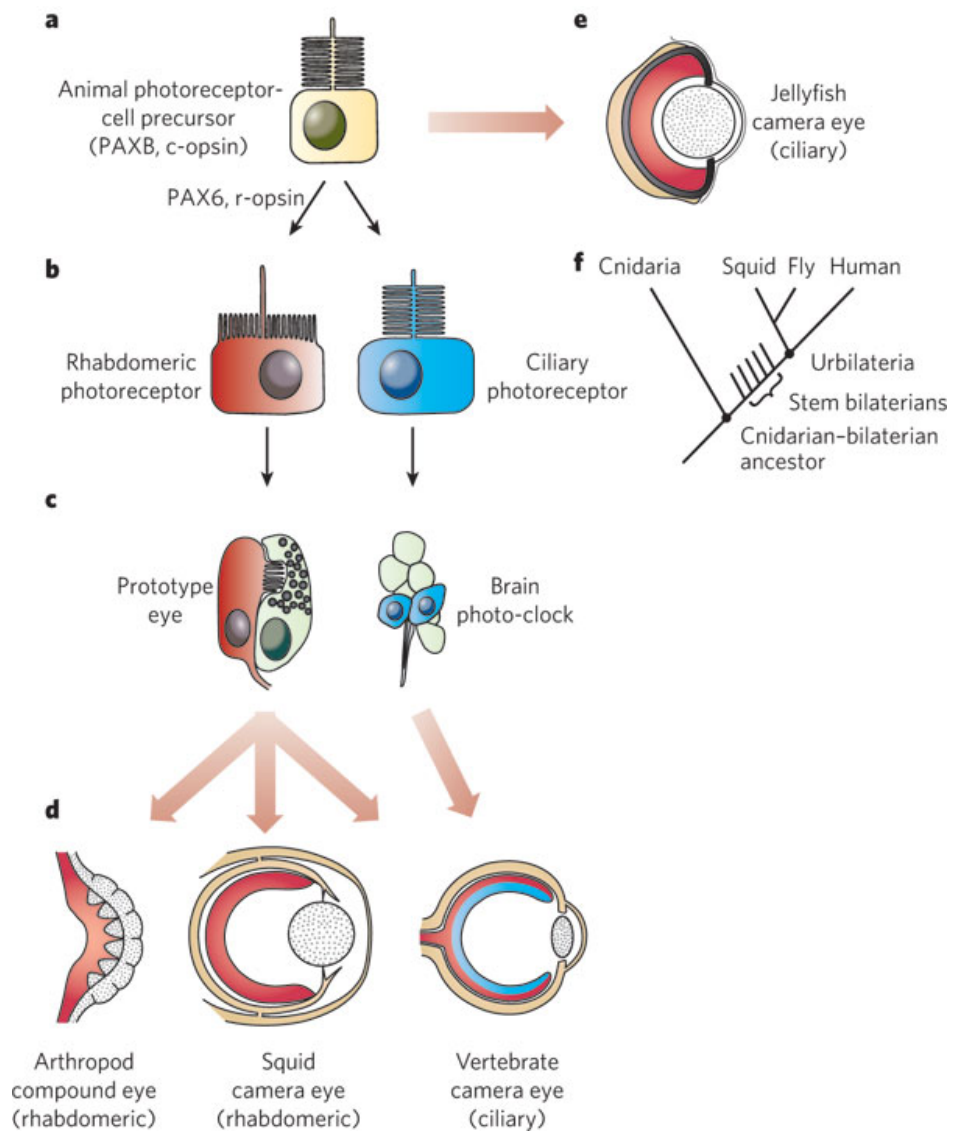 a
Animal photoreceptor-
cell precursor
(PAXB, c-opsin)
PAX6, r-opsin
e
Jellyfish
camera eye
(ciliary)
b
Rhabdomeric
photoreceptor
Ciliary
photoreceptor
f
Cnidaria
Squid Fly Human
Urbilateria
Stem bilaterians
Cnidarian–bilaterian
ancestor
c
Prototype
eye
Brain
photo-clock
d
Arthropod
compound eye
(rhabdomeric)
Squid
camera eye
(rhabdomeric)
Vertebrate
camera eye
(ciliary)